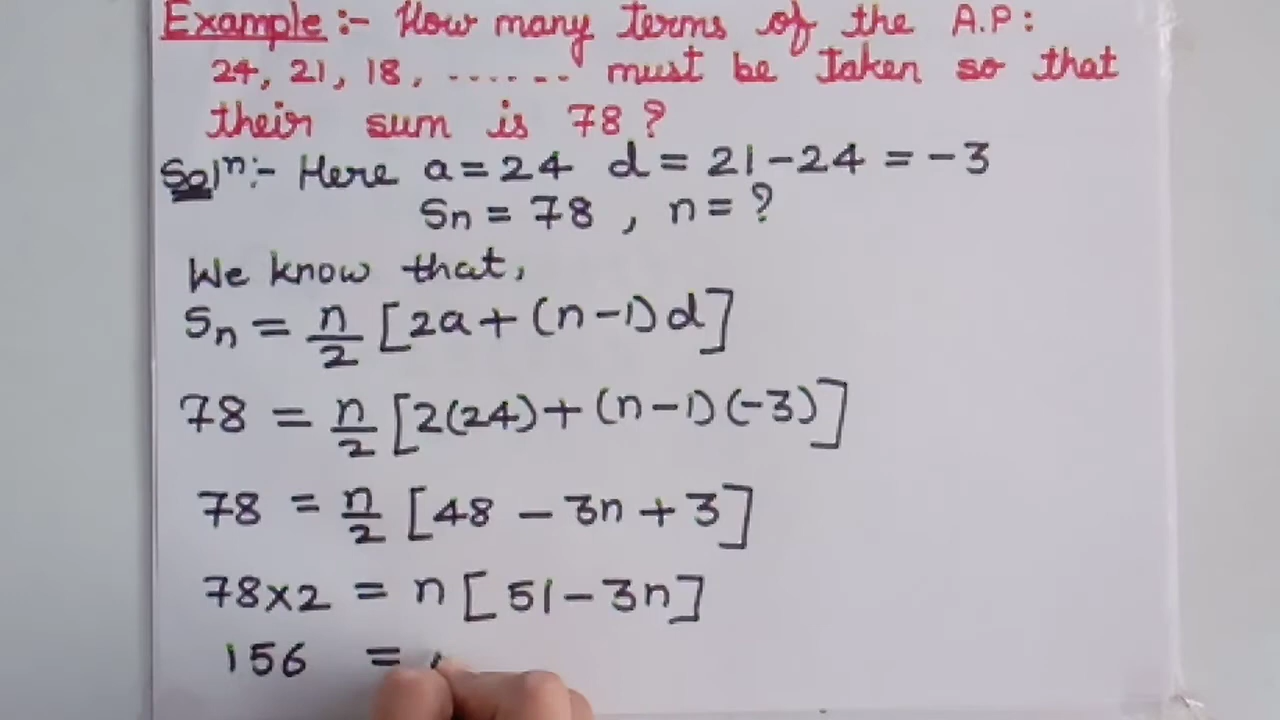 Example :- How many terms of the A.P:
24, 21, 18, ...... must be taken so that
their sum is 78 ?
Solⁿ:- Here a = 24 d = 21 - 24 = -3
Sn = 78 , n = ?
We know that,
Sn = n/2 [2a + (n-1)d]
78 = n/2 [2(24) + (n-1)(-3)]
78 = n/2 [48 - 3n + 3]
78×2 = n [51 - 3n]
156 =